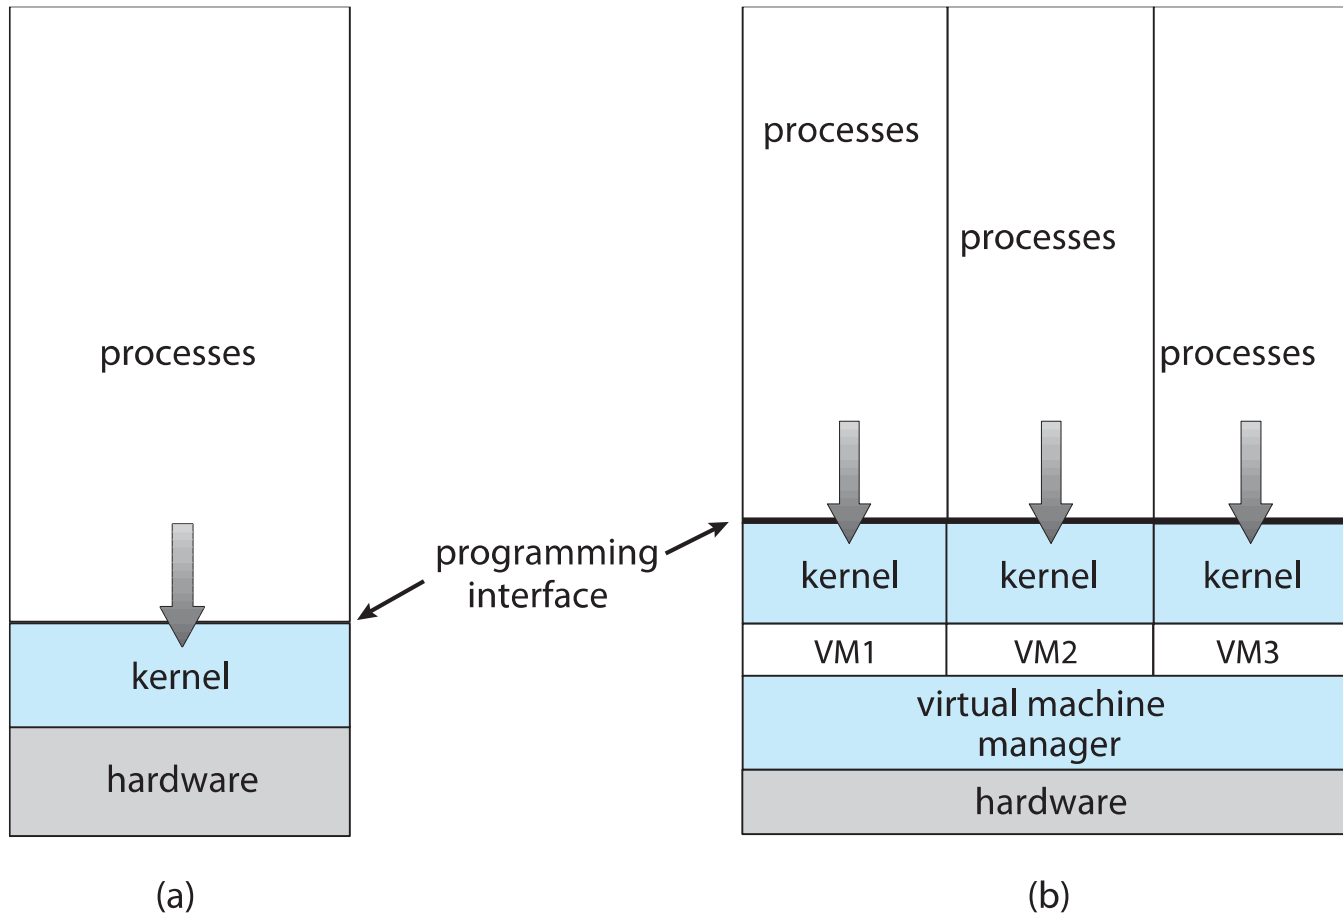 processes
kernel
hardware
(a)
programming
interface
processes
processes
processes
kernel
kernel
kernel
VM1
VM2
VM3
virtual machine
manager
hardware
(b)